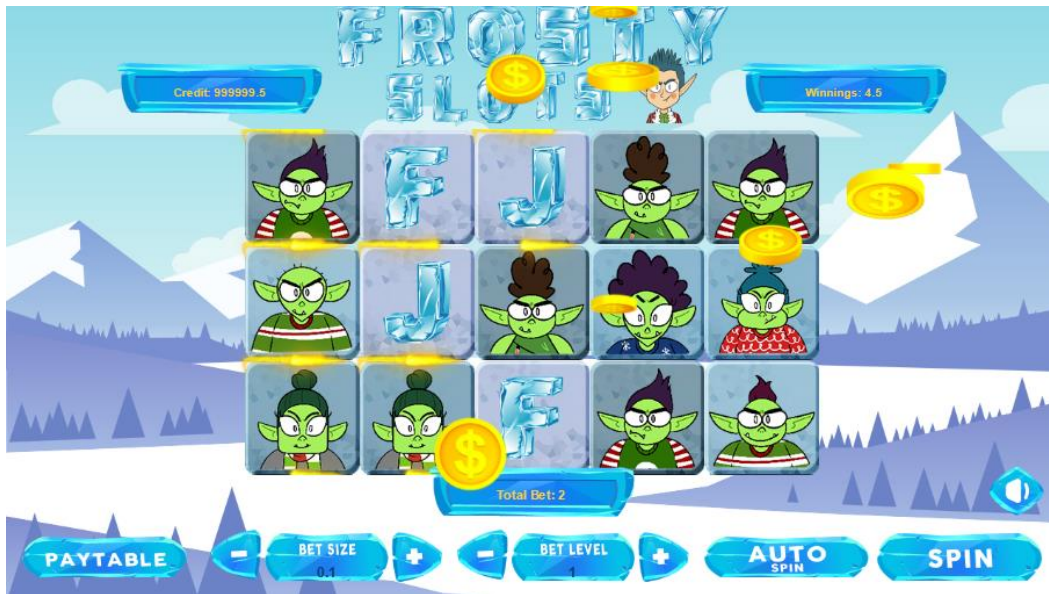 FROSTY
SLOTS
Credit: 999999.5
Winnings: 4.5
F
J
J
F
Total Bet: 2
PAYTABLE
-
BET SIZE
0.1
+
-
BET LEVEL
1
+
AUTO
SPIN
SPIN